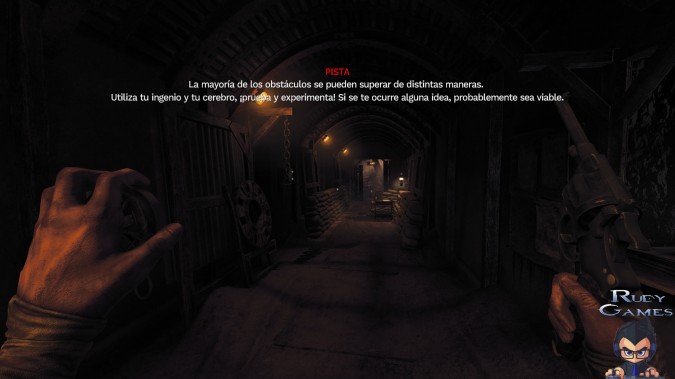 PISTA
La mayoría de los obstáculos se pueden superar de distintas maneras.
Utiliza tu ingenio y tu cerebro, ¡prueba y experimenta! Si se te ocurre alguna idea, probablemente sea viable.
RUBY
GAMES